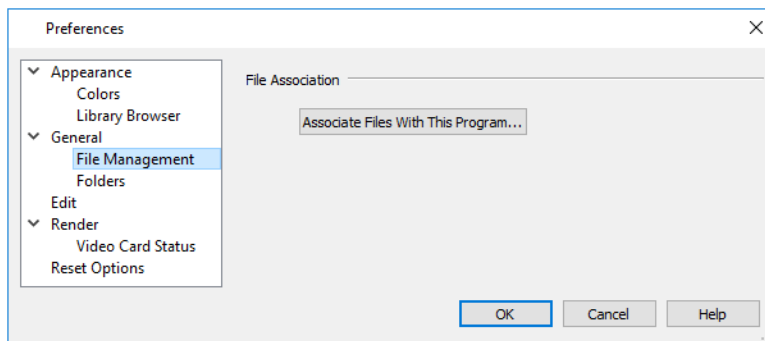 Preferences
Appearance
Colors
Library Browser
General
File Management
Folders
Edit
Render
Video Card Status
Reset Options
File Association
Associate Files With This Program...
OK
Cancel
Help